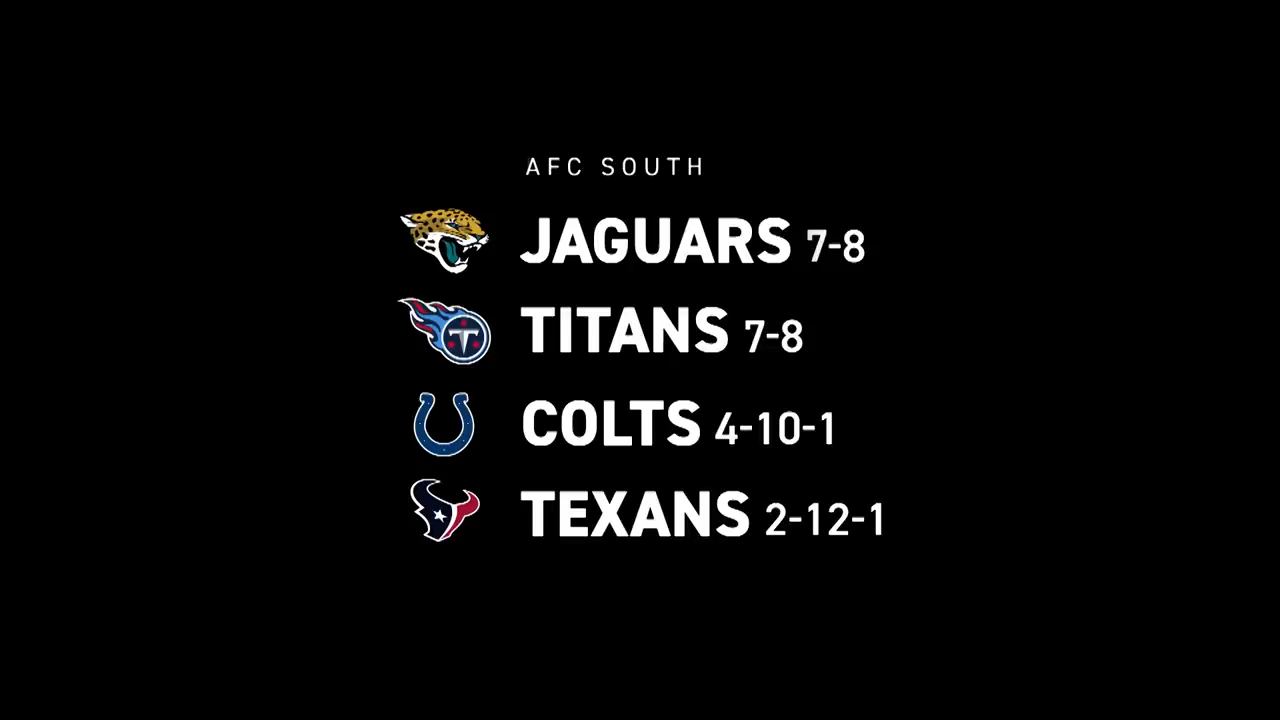 AFC SOUTH
JAGUARS 7-8
TITANS 7-8
COLTS 4-10-1
TEXANS 2-12-1